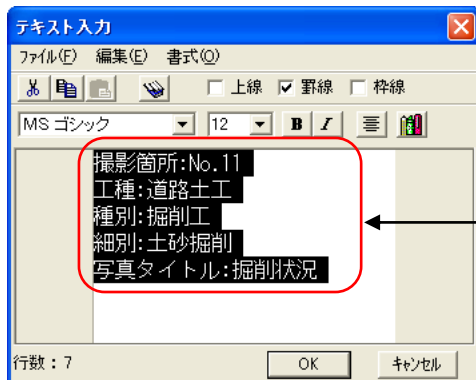 テキスト入力
ファイル(F) 編集(E) 書式(O)
上線 罫線 枠線
MS ゴシック 12 B I
撮影箇所:No.11
工種:道路土工
種別:掘削工
細別:土砂掘削
写真タイトル:掘削状況
行数:7 OK キャンセル